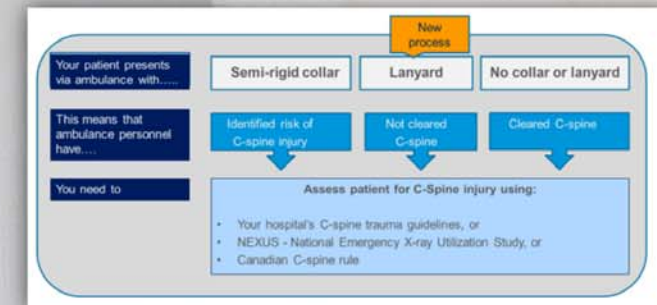 New
process
Your patient presents
via ambulance with…..
Semi-rigid collar
Lanyard
No collar or lanyard
This means that
ambulance personnel
have….
Identified risk of
C-spine injury
Not cleared
C-spine
Cleared C-spine
You need to
Assess patient for C-Spine injury using:
• Your hospital's C-spine trauma guidelines, or
• NEXUS - National Emergency X-ray Utilization Study, or
• Canadian C-spine rule